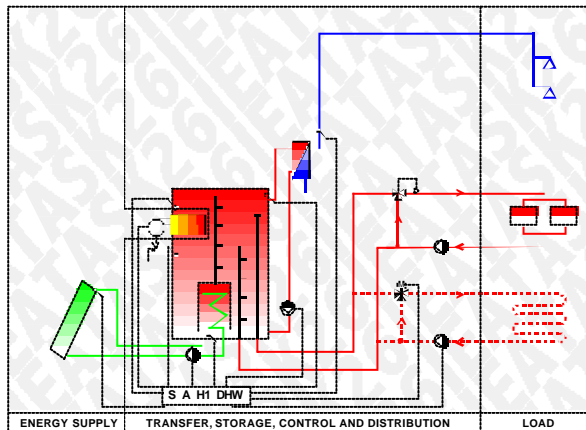 S A H1 DHW
ENERGY SUPPLY TRANSFER, STORAGE, CONTROL AND DISTRIBUTION LOAD